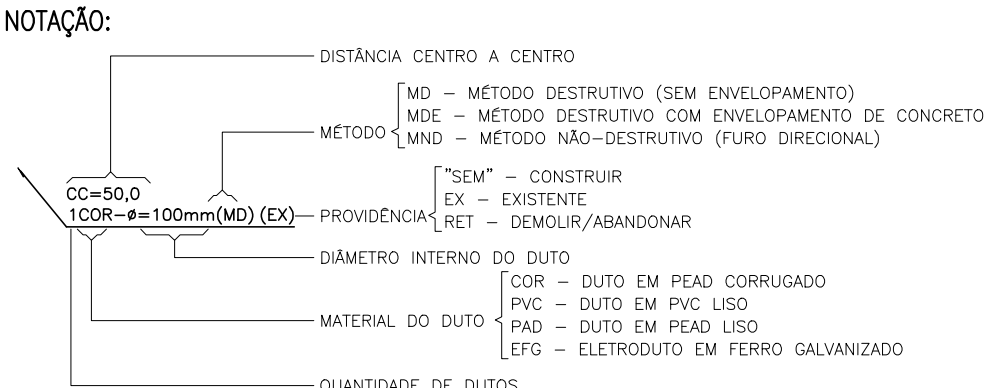 NOTAÇÃO:
DISTÂNCIA CENTRO A CENTRO
MD – MÉTODO DESTRUTIVO (SEM ENVELOPAMENTO)
MDE – MÉTODO DESTRUTIVO COM ENVELOPAMENTO DE CONCRETO
MÉTODO
MND – MÉTODO NÃO-DESTRUTIVO (FURO DIRECIONAL)
"SEM" – CONSTRUIR
CC=50,0
EX – EXISTENTE
1COR-ø=100mm(MD) (EX)
PROVIDÊNCIA
RET – DEMOLIR/ABANDONAR
DIÂMETRO INTERNO DO DUTO
COR – DUTO EM PEAD CORRUGADO
PVC – DUTO EM PVC LISO
MATERIAL DO DUTO
PAD – DUTO EM PEAD LISO
EFG – ELETRODUTO EM FERRO GALVANIZADO
QUANTIDADE DE DUTOS